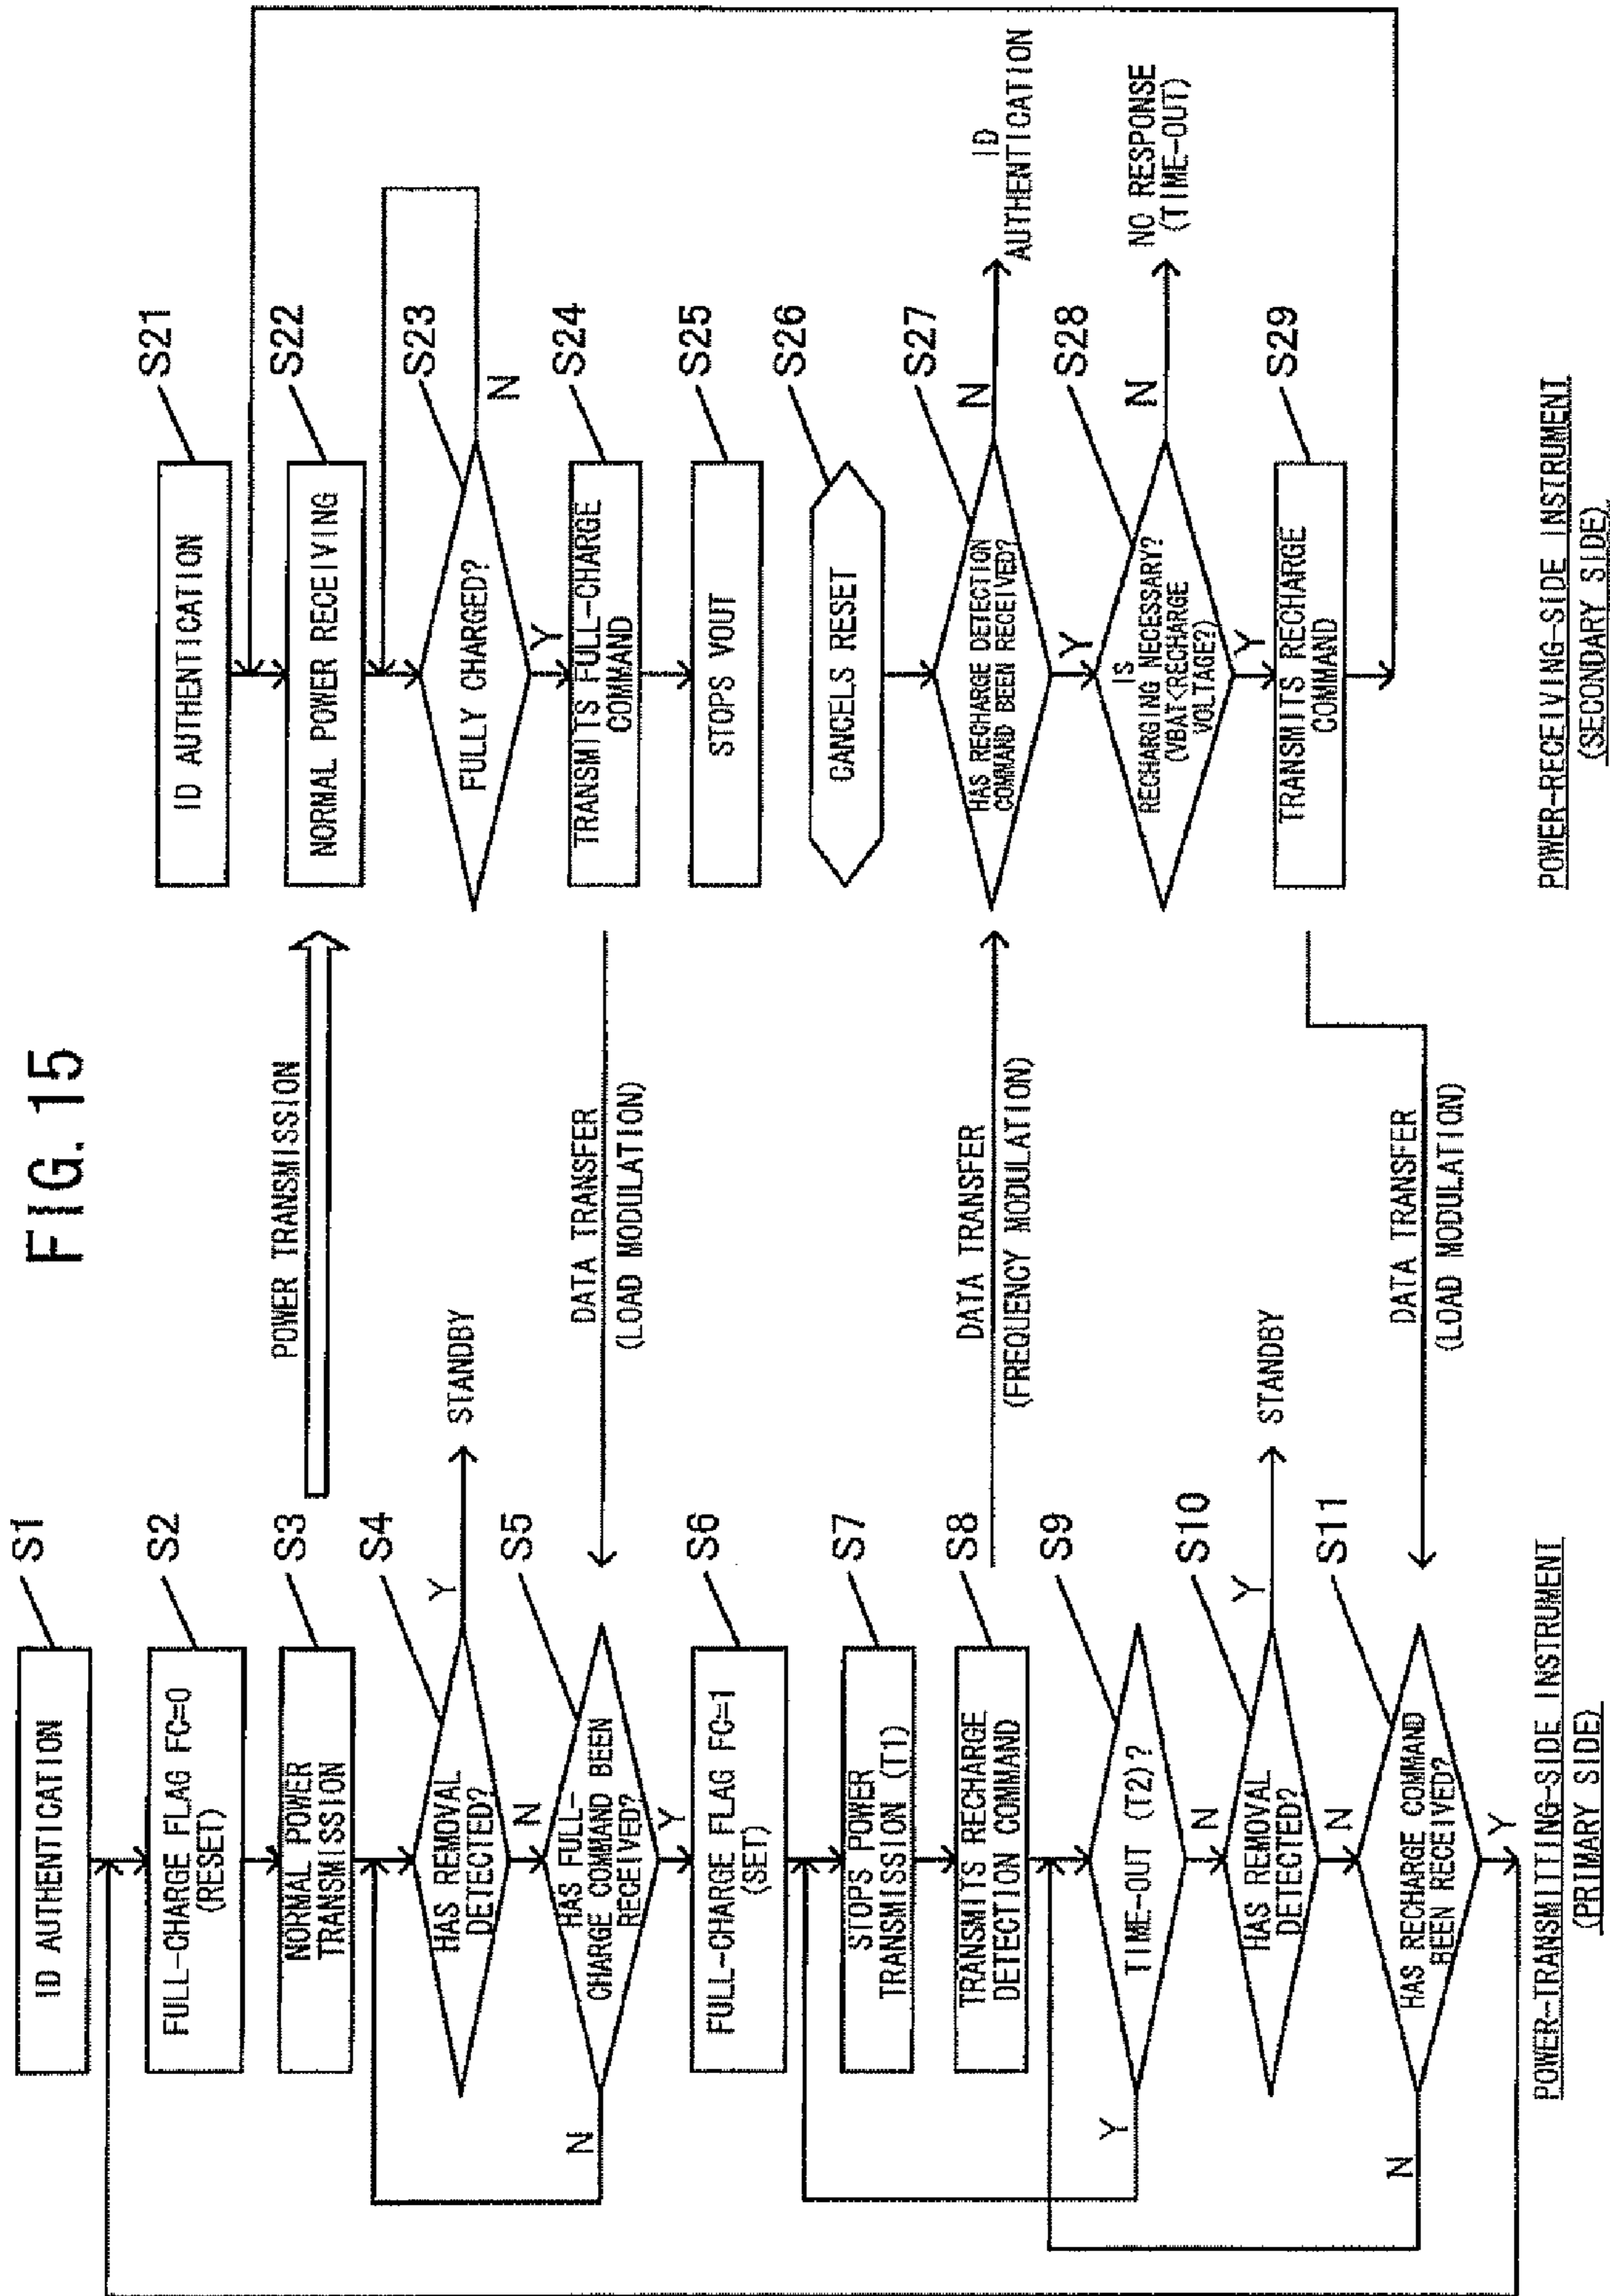 FIG. 15
S1
ID AUTHENTICATION
S2
FULL-CHARGE FLAG FC=0
(RESET)
S3
NORMAL POWER
TRANSMISSION
S4
HAS REMOVAL
DETECTED?
Y
STANDBY
N
S5
HAS FULL-
CHARGE COMMAND BEEN
RECEIVED?
N
Y
S6
FULL-CHARGE FLAG FC=1
(SET)
S7
STOPS POWER
TRANSMISSION (T1)
S8
TRANSMITS RECHARGE
DETECTION COMMAND
S9
TIME-OUT (T2)?
Y
N
S10
HAS REMOVAL
DETECTED?
Y
STANDBY
N
S11
HAS RECHARGE COMMAND
BEEN RECEIVED?
N
Y
POWER-TRANSMITTING-SIDE INSTRUMENT
(PRIMARY SIDE)
POWER TRANSMISSION
DATA TRANSFER
(LOAD MODULATION)
DATA TRANSFER
(FREQUENCY MODULATION)
DATA TRANSFER
(LOAD MODULATION)
S21
ID AUTHENTICATION
S22
NORMAL POWER RECEIVING
S23
FULLY CHARGED?
N
Y
S24
TRANSMITS FULL-CHARGE
COMMAND
S25
STOPS VOUT
S26
CANCELS RESET
S27
HAS RECHARGE DETECTION
COMMAND BEEN RECEIVED?
N
ID
AUTHENTICATION
Y
S28
IS
RECHARGING NECESSARY?
(VBAT<RECHARGE
VOLTAGE?)
N
NO RESPONSE
(TIME-OUT)
Y
S29
TRANSMITS RECHARGE
COMMAND
POWER-RECEIVING-SIDE INSTRUMENT
(SECONDARY SIDE)